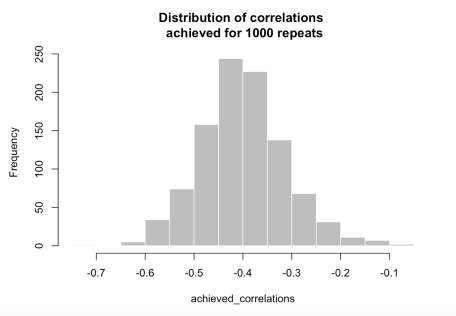 Distribution of correlations
achieved for 1000 repeats
Frequency
250
200
150
100
50
0
-0.7 -0.6 -0.5 -0.4 -0.3 -0.2 -0.1
achieved_correlations